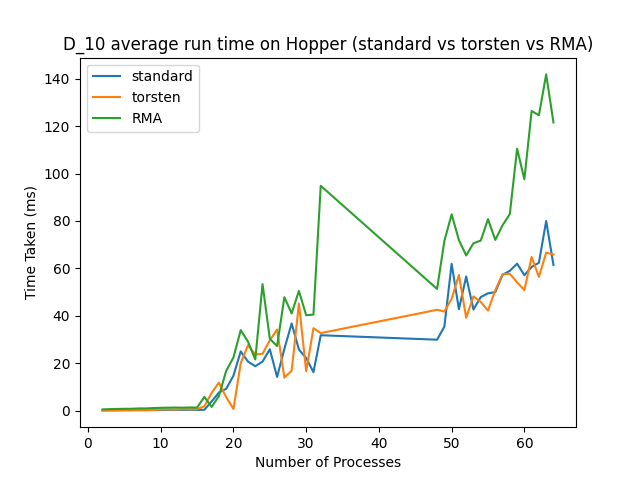 D_10 average run time on Hopper (standard vs torsten vs RMA)
standard
torsten
RMA
Time Taken (ms)
140
120
100
80
60
40
20
0
0 10 20 30 40 50 60
Number of Processes